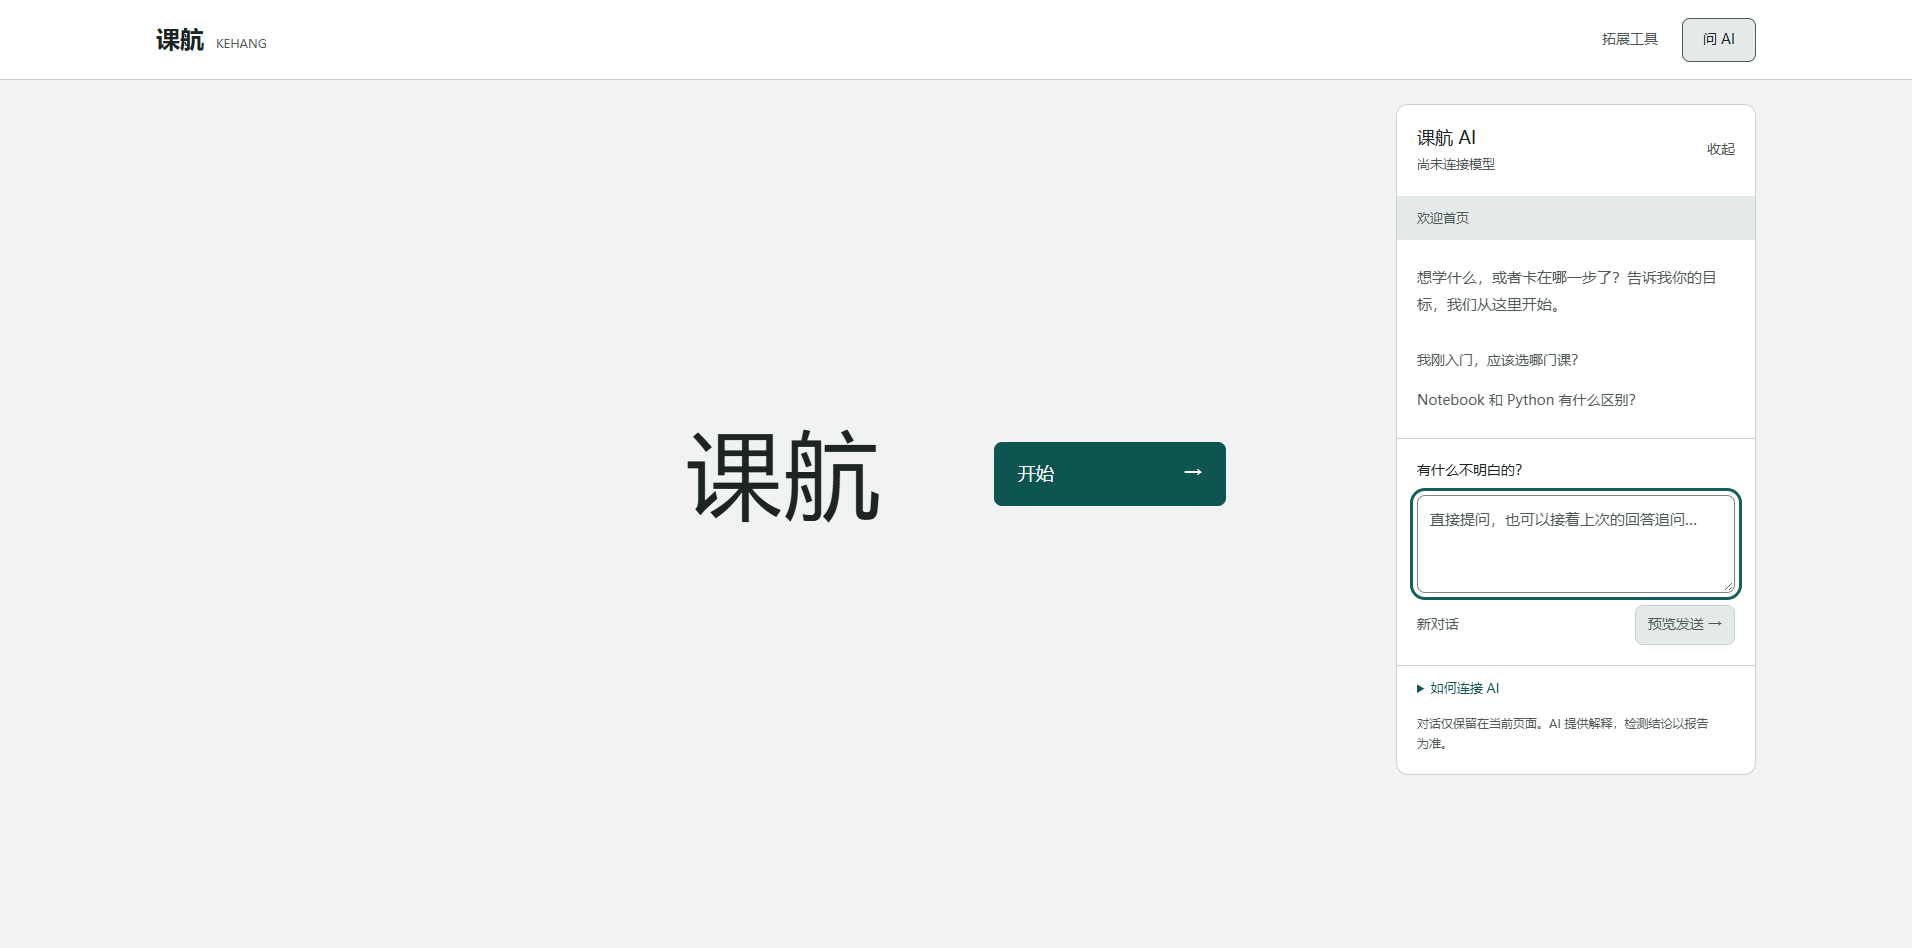 课航 KEHANG
拓展工具
问 AI
课航 AI
尚未连接模型
收起
欢迎首页
想学什么，或者卡在哪一步了？告诉我你的目
标，我们从这里开始。
我刚入门，应该选哪门课？
Notebook 和 Python 有什么区别？
课航
开始 →
有什么不明白的？
直接提问，也可以接着上次的回答追问...
新对话
预览发送 →
▶ 如何连接 AI
对话仅保留在当前页面。AI 提供解释，检测结论以报告
为准。